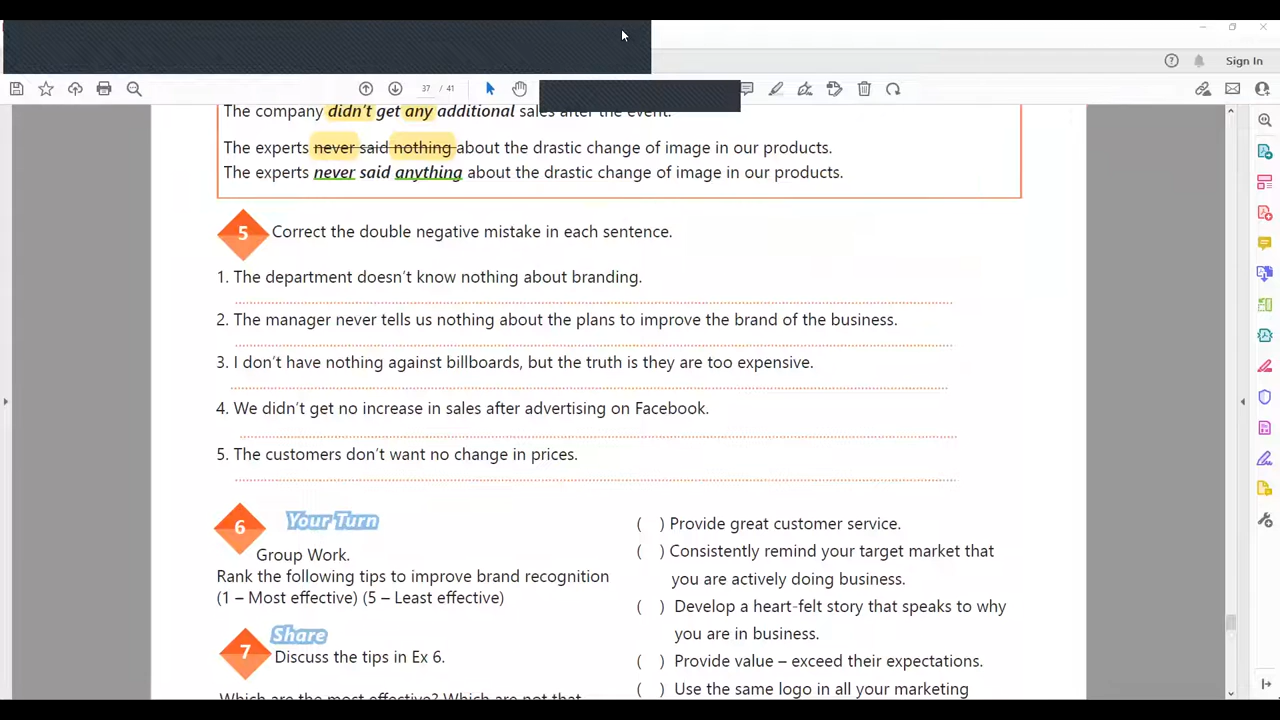 Sign In
37 / 41
The company didn't get any additional sales after the event.
The experts never said nothing about the drastic change of image in our products.
The experts never said anything about the drastic change of image in our products.
5 Correct the double negative mistake in each sentence.
1. The department doesn't know nothing about branding.
2. The manager never tells us nothing about the plans to improve the brand of the business.
3. I don't have nothing against billboards, but the truth is they are too expensive.
4. We didn't get no increase in sales after advertising on Facebook.
5. The customers don't want no change in prices.
6 Your Turn
Group Work.
Rank the following tips to improve brand recognition
(1 – Most effective) (5 – Least effective)
7 Share
Discuss the tips in Ex 6.
Which are the most effective? Which are not that
( ) Provide great customer service.
( ) Consistently remind your target market that
you are actively doing business.
( ) Develop a heart-felt story that speaks to why
you are in business.
( ) Provide value – exceed their expectations.
( ) Use the same logo in all your marketing